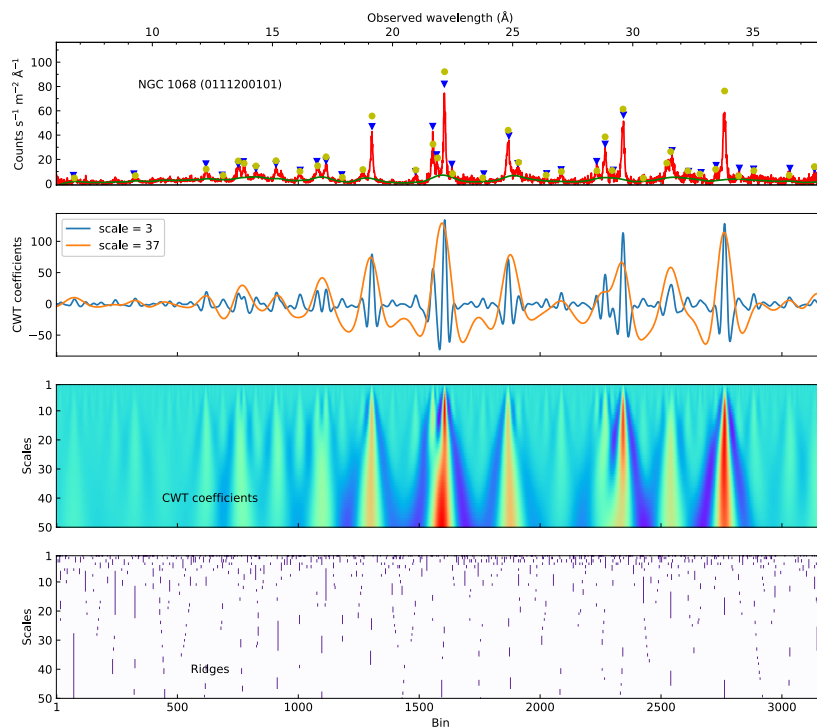 Observed wavelength (Å)
10 15 20 25 30 35
Counts s⁻¹ m⁻² Å⁻¹
100
80
60
40
20
0
NGC 1068 (0111200101)
CWT coefficients
100
50
0
−50
scale = 3
scale = 37
Scales
1
10
20
30
40
50
CWT coefficients
Scales
1
10
20
30
40
50
Ridges
1 500 1000 1500 2000 2500 3000
Bin